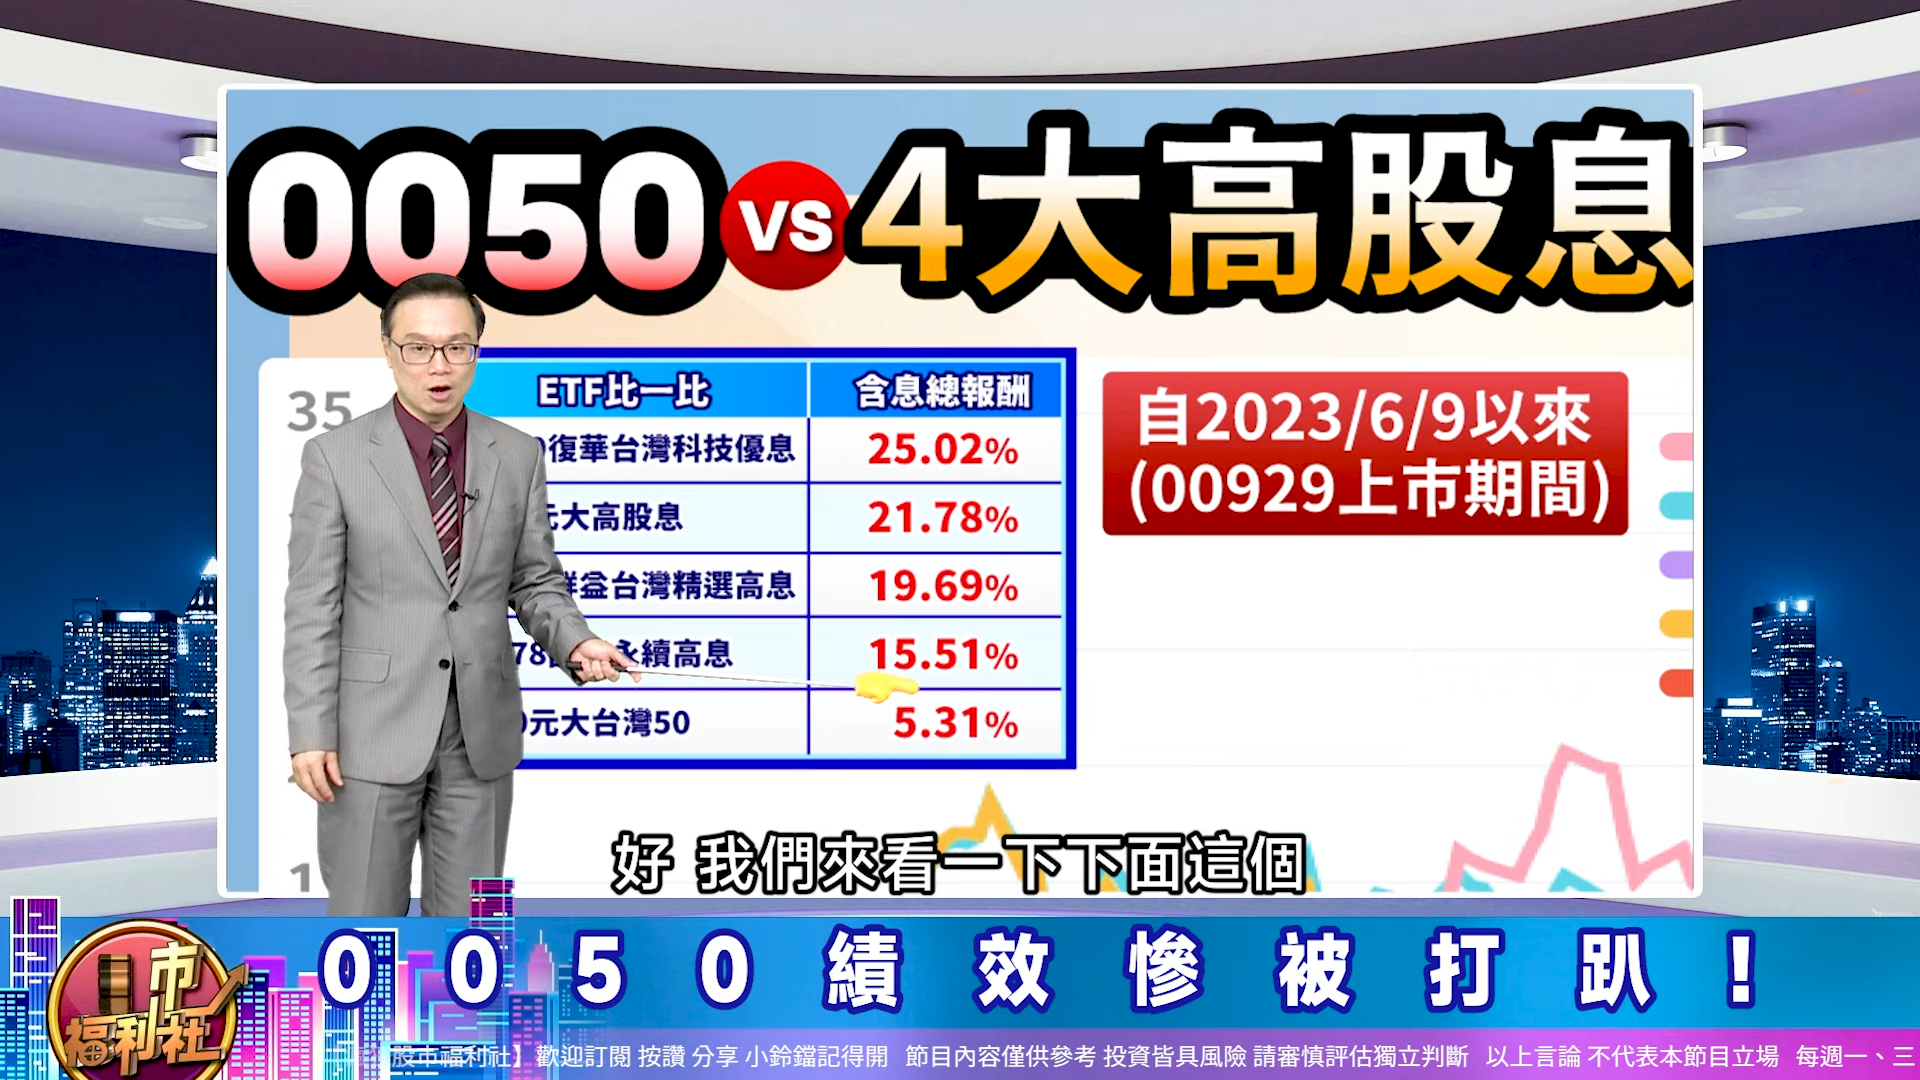 0050 VS 4大高股息
35
ETF比一比 含息總報酬
復華台灣科技優息 25.02%
元大高股息 21.78%
群益台灣精選高息 19.69%
78 永續高息 15.51%
元大台灣50 5.31%
自2023/6/9以來
(00929上市期間)
好 我們來看一下下面這個
0050績效慘被打趴！
股市福利社
股市福利社】歡迎訂閱 按讚 分享 小鈴鐺記得開 節目內容僅供參考 投資皆具風險 請審慎評估獨立判斷 以上言論 不代表本節目立場 每週一、三